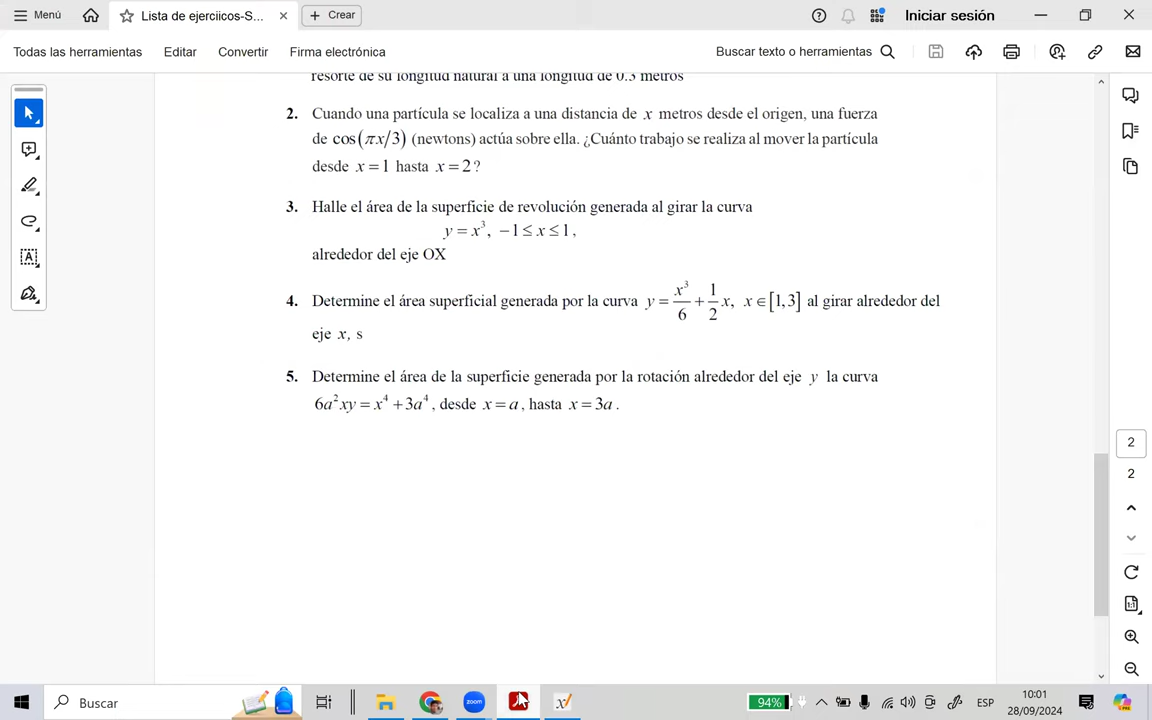 Menú
Lista de ejerciicos-S...
Crear
Iniciar sesión
Todas las herramientas
Editar
Convertir
Firma electrónica
Buscar texto o herramientas
resorte de su longitud natural a una longitud de 0.3 metros
2. Cuando una partícula se localiza a una distancia de x metros desde el origen, una fuerza
de cos(πx/3) (newtons) actúa sobre ella. ¿Cuánto trabajo se realiza al mover la partícula
desde x = 1 hasta x = 2 ?
3. Halle el área de la superficie de revolución generada al girar la curva
y = x³, −1 ≤ x ≤ 1,
alrededor del eje OX
4. Determine el área superficial generada por la curva y = x³/6 + 1/2 x, x ∈ [1,3] al girar alrededor del
eje x, s
5. Determine el área de la superficie generada por la rotación alrededor del eje y la curva
6a²xy = x⁴ + 3a⁴, desde x = a, hasta x = 3a .
2
2
1:1
Buscar
zoom
94%
ESP
10:01
28/09/2024